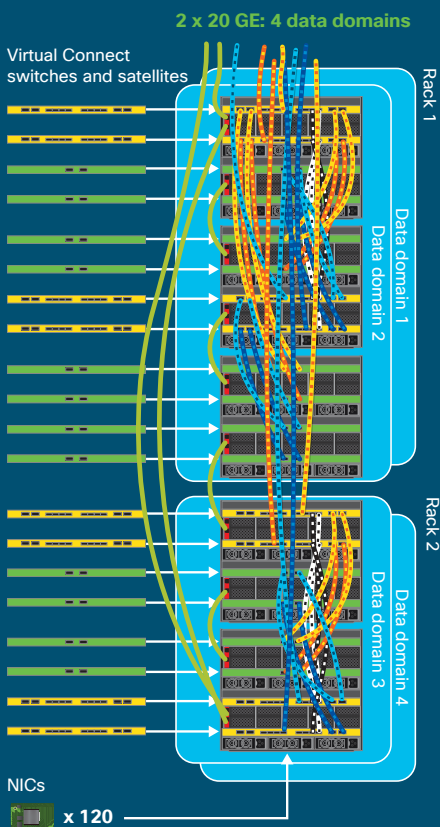 2 x 20 GE: 4 data domains
Virtual Connect
switches and satellites
Rack 1
Data domain 1
Data domain 2
Rack 2
Data domain 4
Data domain 3
NICs
x 120